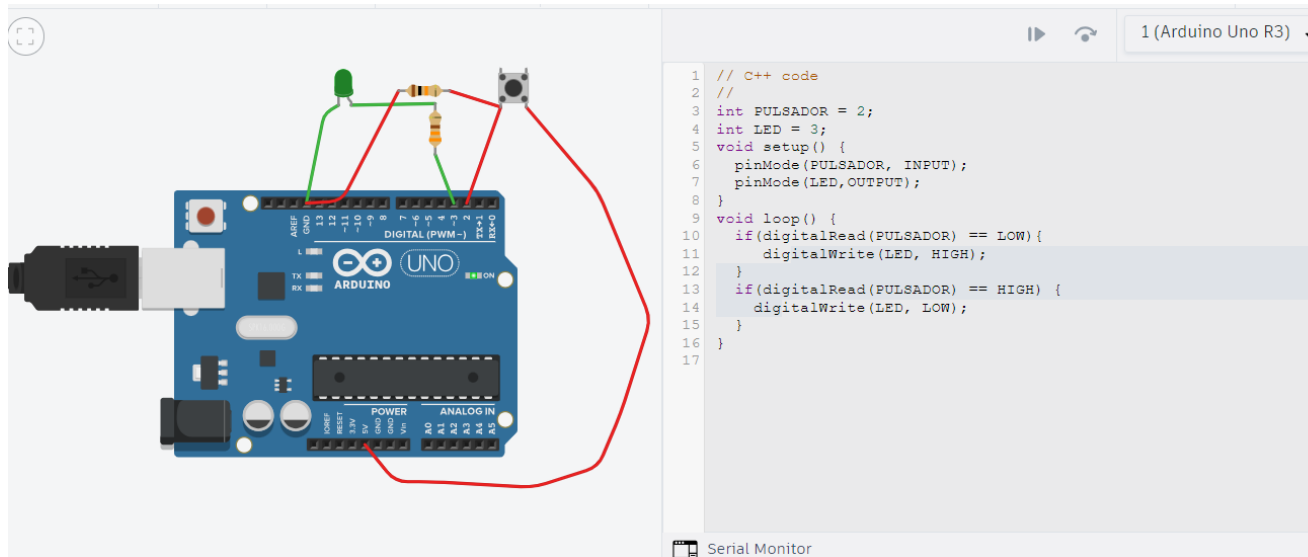 1 (Arduino Uno R3)
1 // C++ code
2 //
3 int PULSADOR = 2;
4 int LED = 3;
5 void setup() {
6 pinMode(PULSADOR, INPUT);
7 pinMode(LED,OUTPUT);
8 }
9 void loop() {
10 if(digitalRead(PULSADOR) == LOW){
11 digitalWrite(LED, HIGH);
12 }
13 if(digitalRead(PULSADOR) == HIGH) {
14 digitalWrite(LED, LOW);
15 }
16 }
17
AREF
GND
13
12
~11
~10
~9
8
7
~6
~5
4
~3
2
TX→1
RX←0
DIGITAL (PWM~)
L
TX
RX
ARDUINO
UNO
ON
POWER
ANALOG IN
IOREF
RESET
3.3V
5V
GND
GND
Vin
A0
A1
A2
A3
A4
A5
Serial Monitor